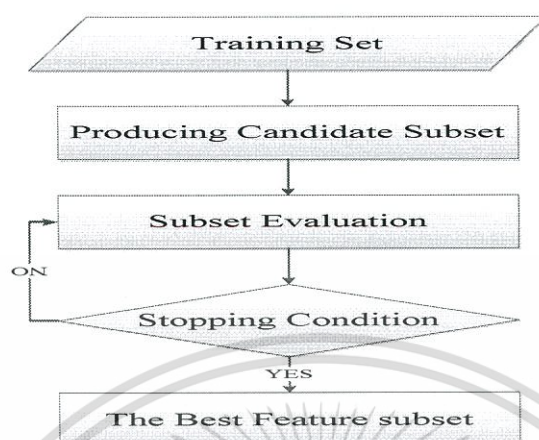 Training Set
Producing Candidate Subset
Subset Evaluation
ON
Stopping Condition
YES
The Best Feature subset